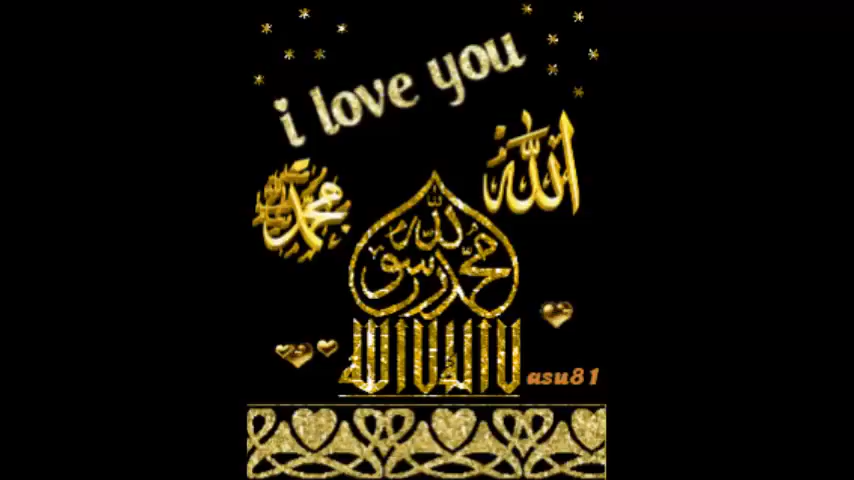 i love you
الله
محمد
محمد رسول الله
لا اله الا الله
asu81